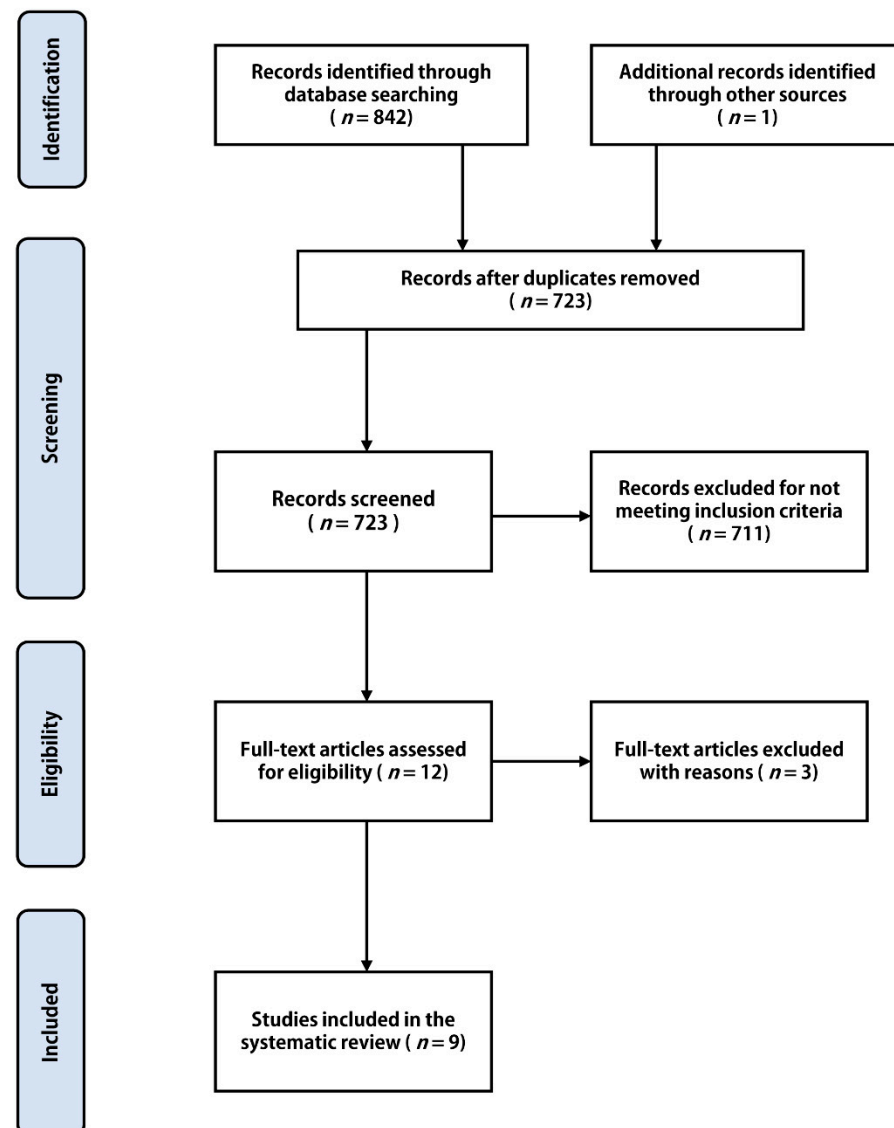 Identification
Records identified through
database searching
( n = 842)
Additional records identified
through other sources
( n = 1)
Screening
Records after duplicates removed
( n = 723)
Records screened
( n = 723 )
Records excluded for not
meeting inclusion criteria
( n = 711)
Eligibility
Full-text articles assessed
for eligibility ( n = 12)
Full-text articles excluded
with reasons ( n = 3)
Included
Studies included in the
systematic review ( n = 9)